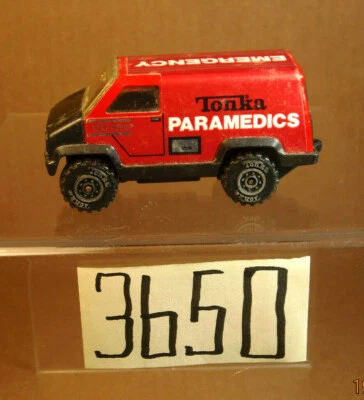 EMERGENCY
Tonka
PARAMEDICS
3650